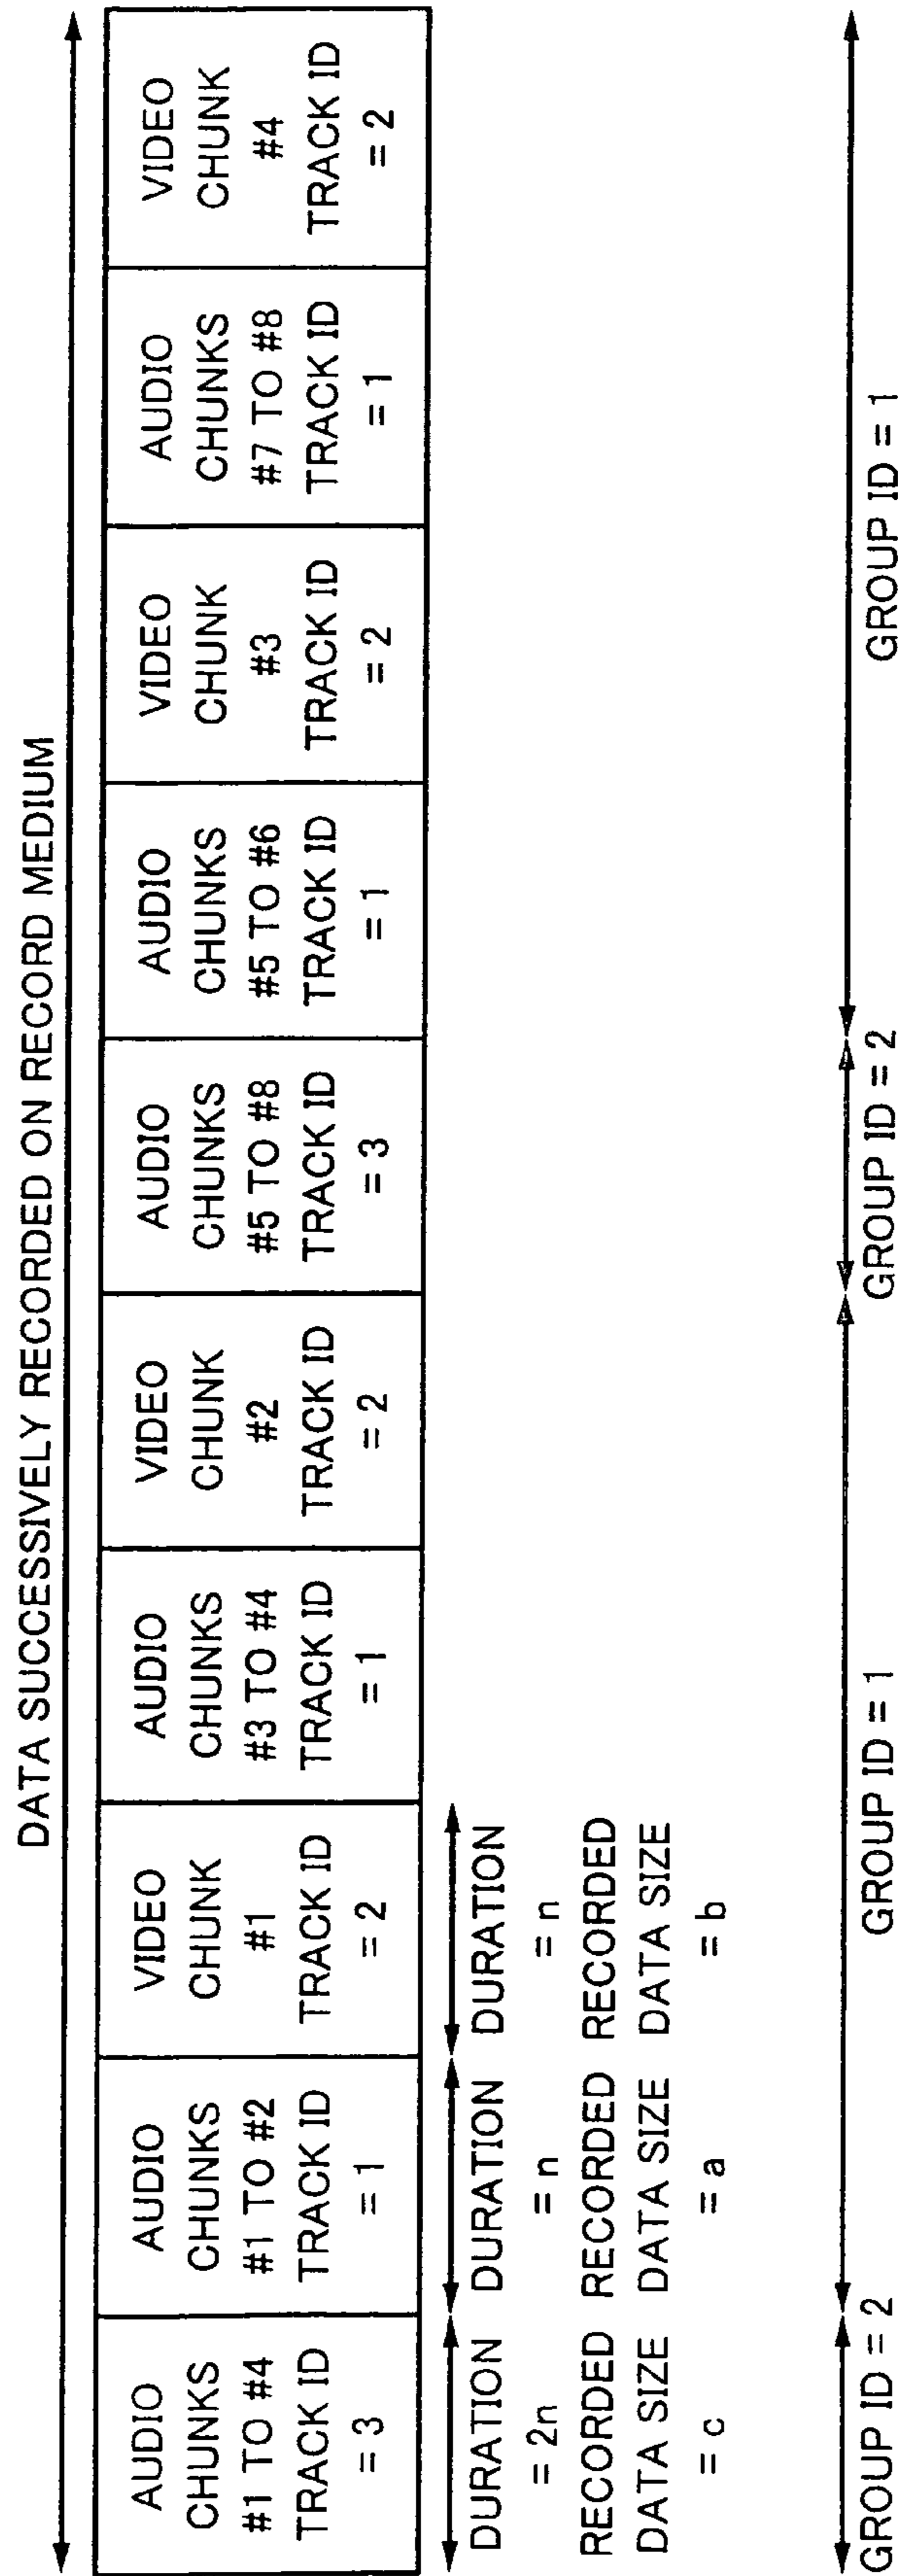 DATA SUCCESSIVELY RECORDED ON RECORD MEDIUM
AUDIO
CHUNKS
#1 TO #4
TRACK ID
= 3
AUDIO
CHUNKS
#1 TO #2
TRACK ID
= 1
VIDEO
CHUNK
#1
TRACK ID
= 2
AUDIO
CHUNKS
#3 TO #4
TRACK ID
= 1
VIDEO
CHUNK
#2
TRACK ID
= 2
AUDIO
CHUNKS
#5 TO #8
TRACK ID
= 3
AUDIO
CHUNKS
#5 TO #6
TRACK ID
= 1
VIDEO
CHUNK
#3
TRACK ID
= 2
AUDIO
CHUNKS
#7 TO #8
TRACK ID
= 1
VIDEO
CHUNK
#4
TRACK ID
= 2
DURATION
= 2n
RECORDED
DATA SIZE
= c
DURATION
= n
RECORDED
DATA SIZE
= a
DURATION
= n
RECORDED
DATA SIZE
= b
GROUP ID = 2
GROUP ID = 1
GROUP ID = 2
GROUP ID = 1